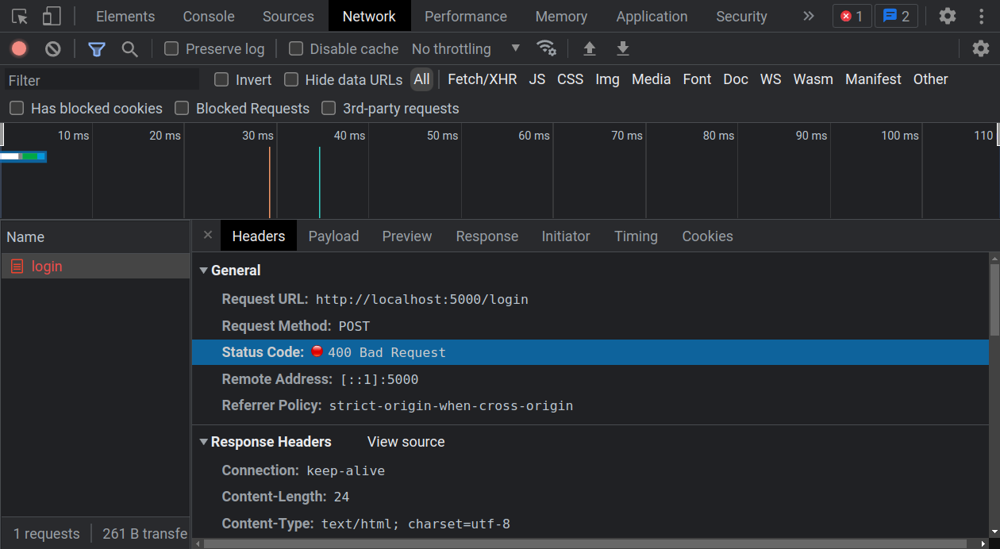 Elements Console Sources Network Performance Memory Application Security 1 2
Preserve log Disable cache No throttling
Filter Invert Hide data URLs All Fetch/XHR JS CSS Img Media Font Doc WS Wasm Manifest Other
Has blocked cookies Blocked Requests 3rd-party requests
10 ms 20 ms 30 ms 40 ms 50 ms 60 ms 70 ms 80 ms 90 ms 100 ms 110
Name
login
1 requests 261 B transfe
Headers Payload Preview Response Initiator Timing Cookies
General
Request URL: http://localhost:5000/login
Request Method: POST
Status Code: 400 Bad Request
Remote Address: [::1]:5000
Referrer Policy: strict-origin-when-cross-origin
Response Headers View source
Connection: keep-alive
Content-Length: 24
Content-Type: text/html; charset=utf-8